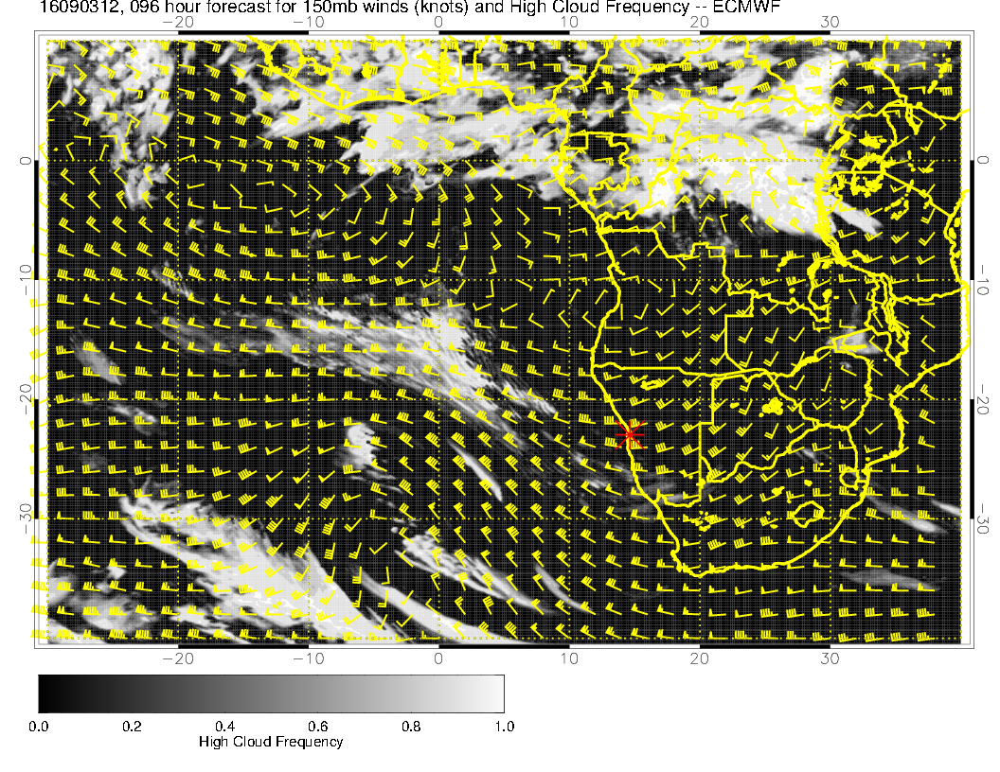 16090312, 096 hour forecast for 150mb winds (knots) and High Cloud Frequency -- ECMWF
−20 −10 0 10 20 30
0 0
−10 −10
−20 −20
−30 −30
−20 −10 0 10 20 30
0.0 0.2 0.4 0.6 0.8 1.0
High Cloud Frequency